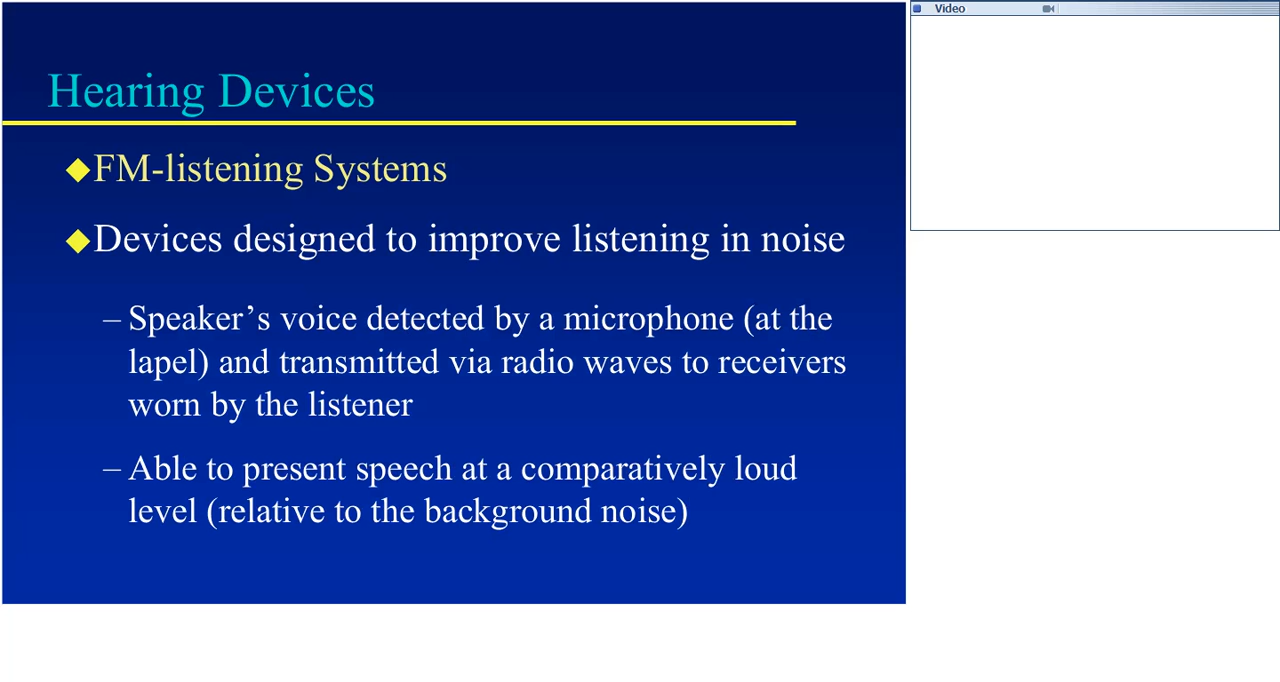 Hearing Devices
FM-listening Systems
Devices designed to improve listening in noise
– Speaker’s voice detected by a microphone (at the
lapel) and transmitted via radio waves to receivers
worn by the listener
– Able to present speech at a comparatively loud
level (relative to the background noise)
Video